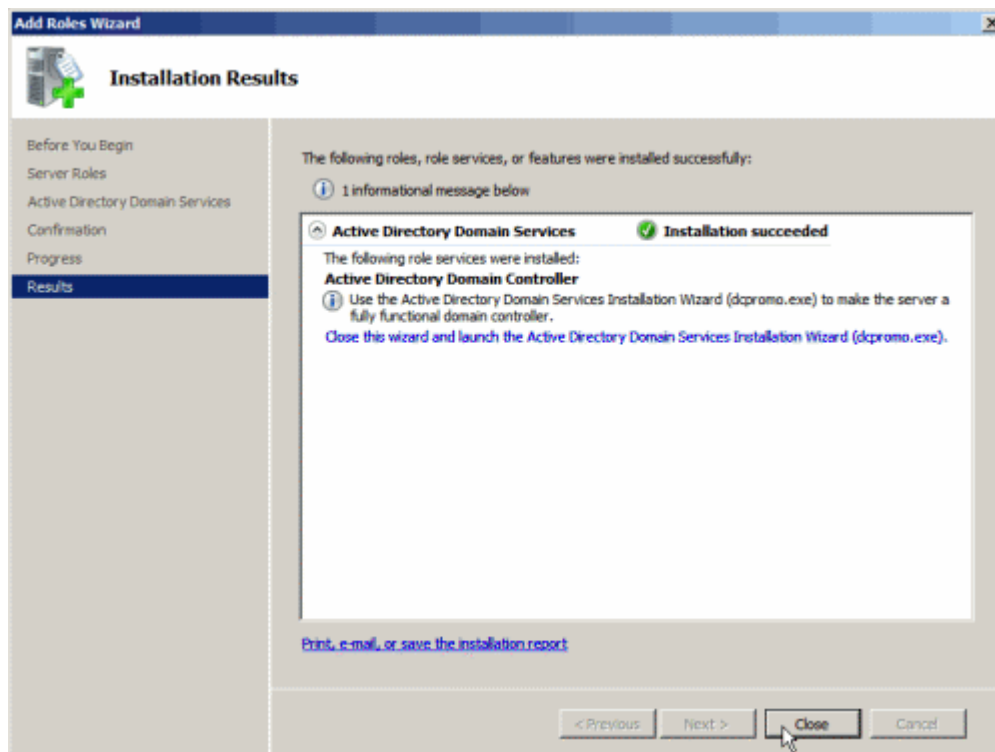 Add Roles Wizard
Installation Results
Before You Begin
Server Roles
Active Directory Domain Services
Confirmation
Progress
Results
The following roles, role services, or features were installed successfully:
1 informational message below
Active Directory Domain Services Installation succeeded
The following role services were installed:
Active Directory Domain Controller
Use the Active Directory Domain Services Installation Wizard (dcpromo.exe) to make the server a
fully functional domain controller.
Close this wizard and launch the Active Directory Domain Services Installation Wizard (dcpromo.exe).
Print, e-mail, or save the installation report
< Previous Next > Close Cancel